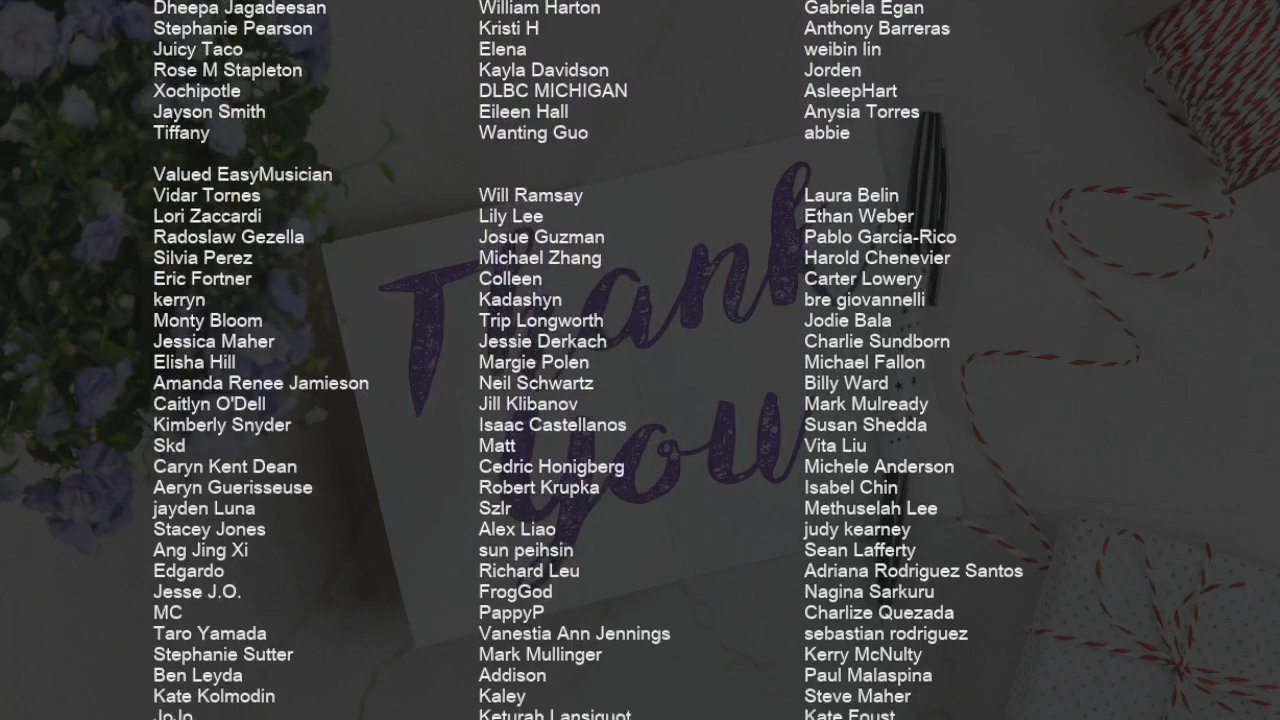 Dheepa Jagadeesan William Harton Gabriela Egan
Stephanie Pearson Kristi H Anthony Barreras
Juicy Taco Elena weibin lin
Rose M Stapleton Kayla Davidson Jorden
Xochipotle DLBC MICHIGAN AsleepHart
Jayson Smith Eileen Hall Anysia Torres
Tiffany Wanting Guo abbie
Valued EasyMusician
Vidar Tornes Will Ramsay Laura Belin
Lori Zaccardi Lily Lee Ethan Weber
Radoslaw Gezella Josue Guzman Pablo Garcia-Rico
Silvia Perez Michael Zhang Harold Chenevier
Eric Fortner Colleen Carter Lowery
kerryn Kadashyn bre giovannelli
Monty Bloom Trip Longworth Jodie Bala
Jessica Maher Jessie Derkach Charlie Sundborn
Elisha Hill Margie Polen Michael Fallon
Amanda Renee Jamieson Neil Schwartz Billy Ward
Caitlyn O'Dell Jill Klibanov Mark Mulready
Kimberly Snyder Isaac Castellanos Susan Shedda
Skd Matt Vita Liu
Caryn Kent Dean Cedric Honigberg Michele Anderson
Aeryn Guerisseuse Robert Krupka Isabel Chin
jayden Luna Szlr Methuselah Lee
Stacey Jones Alex Liao judy kearney
Ang Jing Xi sun peihsin Sean Lafferty
Edgardo Richard Leu Adriana Rodriguez Santos
Jesse J.O. FrogGod Nagina Sarkuru
MC PappyP Charlize Quezada
Taro Yamada Vanestia Ann Jennings sebastian rodriguez
Stephanie Sutter Mark Mullinger Kerry McNulty
Ben Leyda Addison Paul Malaspina
Kate Kolmodin Kaley Steve Maher
JoJo Keturah Lansiquot Kate Foust
Thank
you